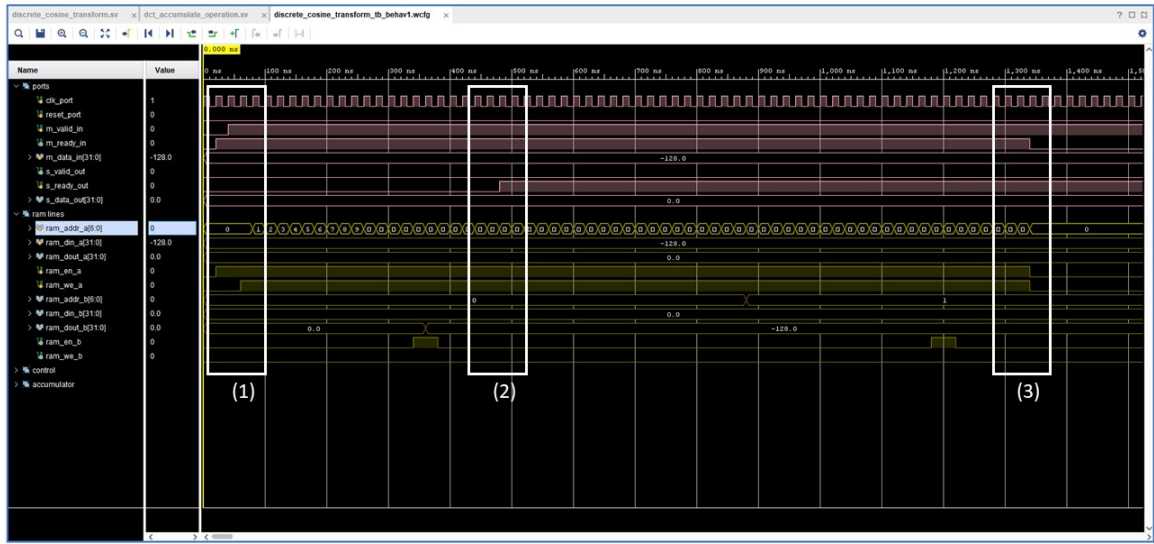 discrete_cosine_transform.sv × dct_accumulate_operation.sv × discrete_cosine_transform_tb_behav1.wcfg ×
0.000 ns
Name Value 0 ns 100 ns 200 ns 300 ns 400 ns 500 ns 600 ns 700 ns 800 ns 900 ns 1,000 ns 1,100 ns 1,200 ns 1,300 ns 1,400 ns 1,5
ports
clk_port 1
reset_port 0
m_valid_in 0
m_ready_in 0
m_data_in[31:0] -128.0 -128.0
s_valid_out 0
s_ready_out 0
s_data_out[31:0] 0.0 0.0
ram lines
ram_addr_a[6:0] 0 0 1 2 3 4 5 6 7 8 9 0
ram_din_a[31:0] -128.0 -128.0
ram_dout_a[31:0] 0.0 0.0
ram_en_a 0
ram_we_a 0
ram_addr_b[6:0] 0 0 1
ram_din_b[31:0] 0.0 0.0
ram_dout_b[31:0] 0.0 0.0 -128.0
ram_en_b 0
ram_we_b 0
control
accumulator
(1) (2) (3)